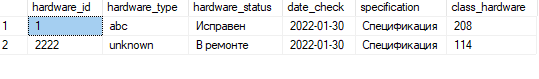 hardware_id hardware_type hardware_status date_check specification class_hardware
1 1 abc Исправен 2022-01-30 Спецификация 208
2 2222 unknown В ремонте 2022-01-30 Спецификация 114